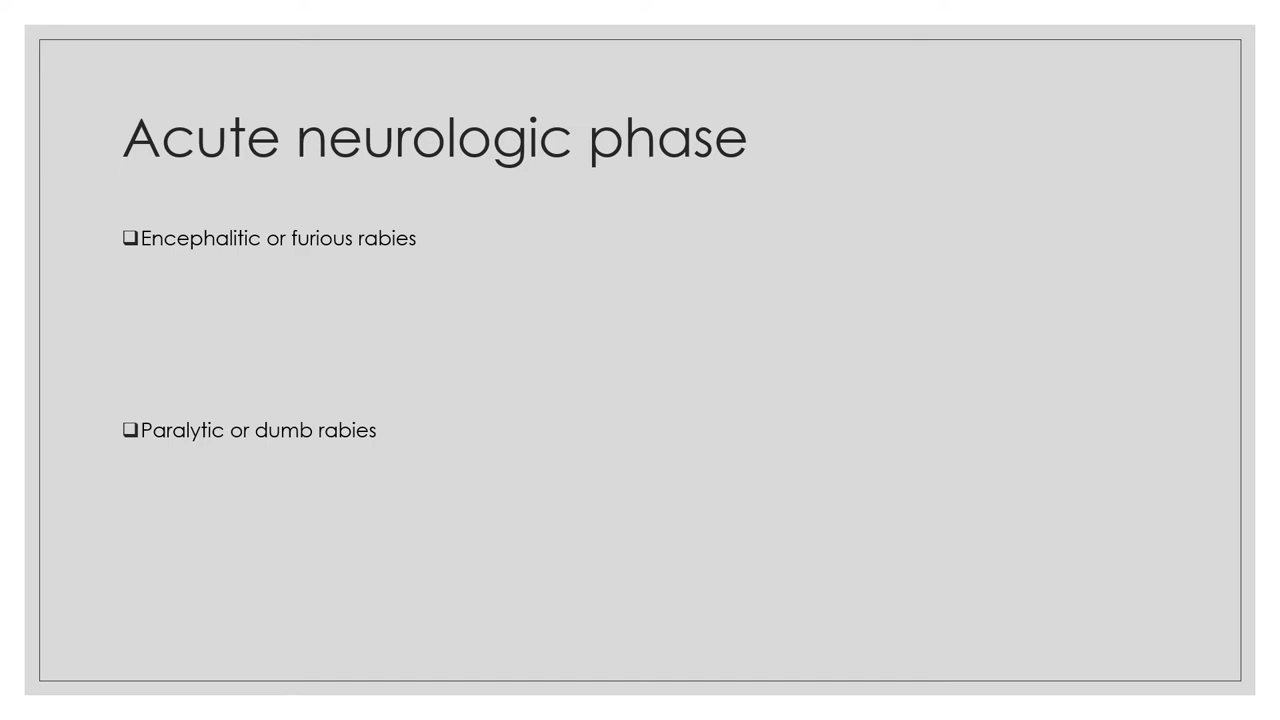 Acute neurologic phase
❑Encephalitic or furious rabies
❑Paralytic or dumb rabies